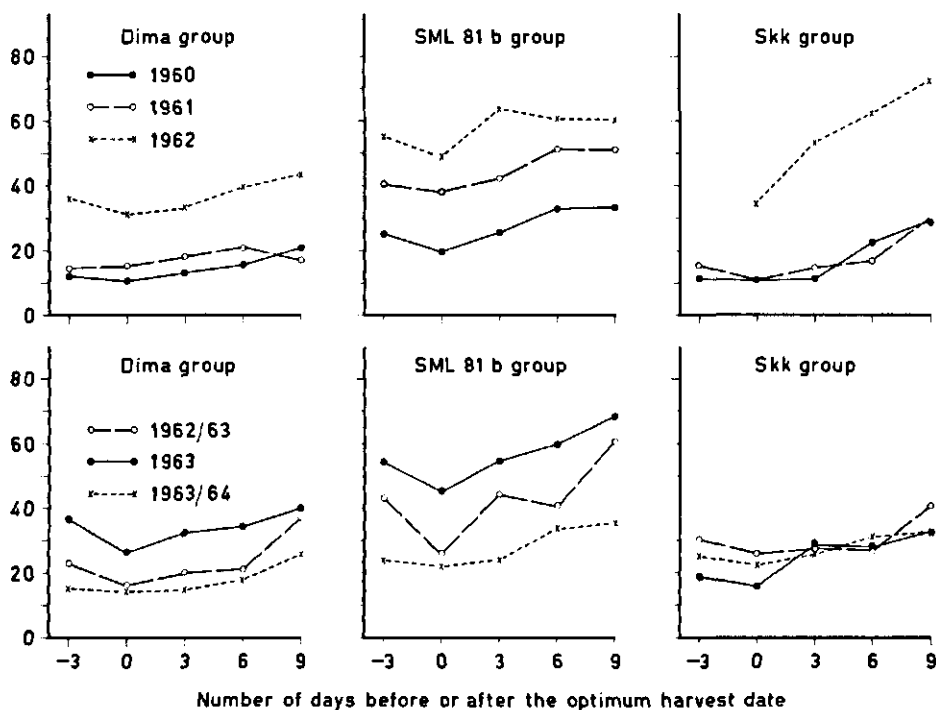 Dima group
SML 81 b group
Skk group
80
60
40
20
0
1960
1961
1962
Dima group
SML 81 b group
Skk group
80
60
40
20
0
1962/63
1963
1963/64
-3 0 3 6 9
-3 0 3 6 9
-3 0 3 6 9
Number of days before or after the optimum harvest date